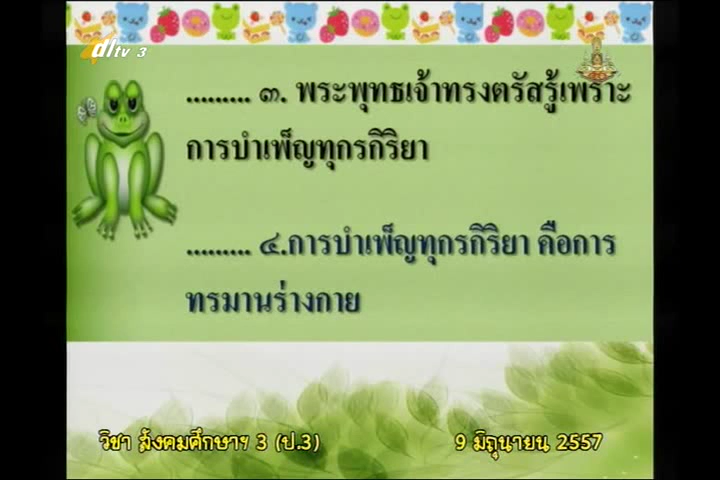 dltv 3
......... ๓. พระพุทธเจ้าทรงตรัสรู้เพราะ
การบำเพ็ญทุกรกิริยา
......... ๔.การบำเพ็ญทุกรกิริยา คือการ
ทรมานร่างกาย
วิชา สังคมศึกษาฯ 3 (ป.3) 9 มิถุนายน 2557